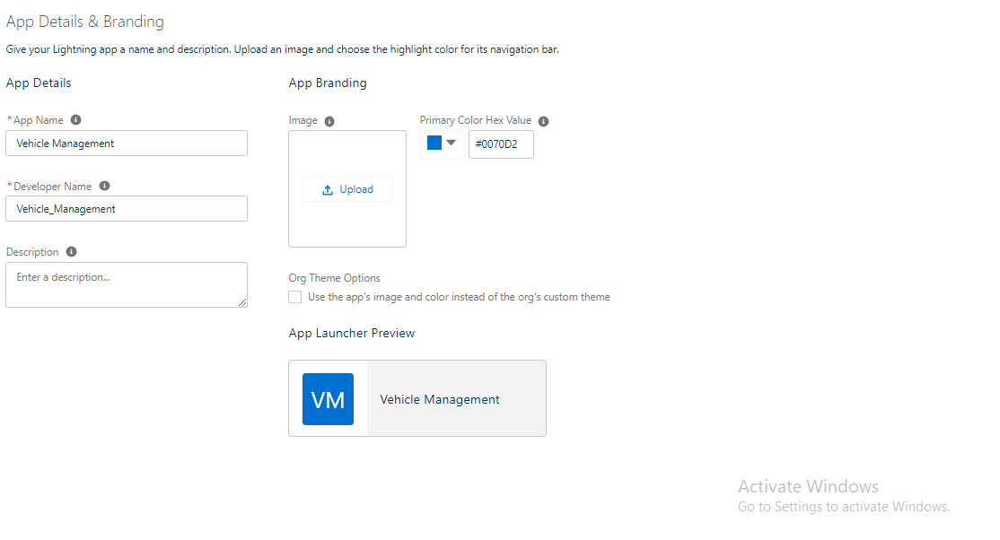 App Details & Branding
Give your Lightning app a name and description. Upload an image and choose the highlight color for its navigation bar.
App Details
* App Name
Vehicle Management
* Developer Name
Vehicle_Management
Description
Enter a description...
App Branding
Image
Upload
Primary Color Hex Value
#0070D2
Org Theme Options
Use the app's image and color instead of the org's custom theme
App Launcher Preview
VM
Vehicle Management
Activate Windows
Go to Settings to activate Windows.